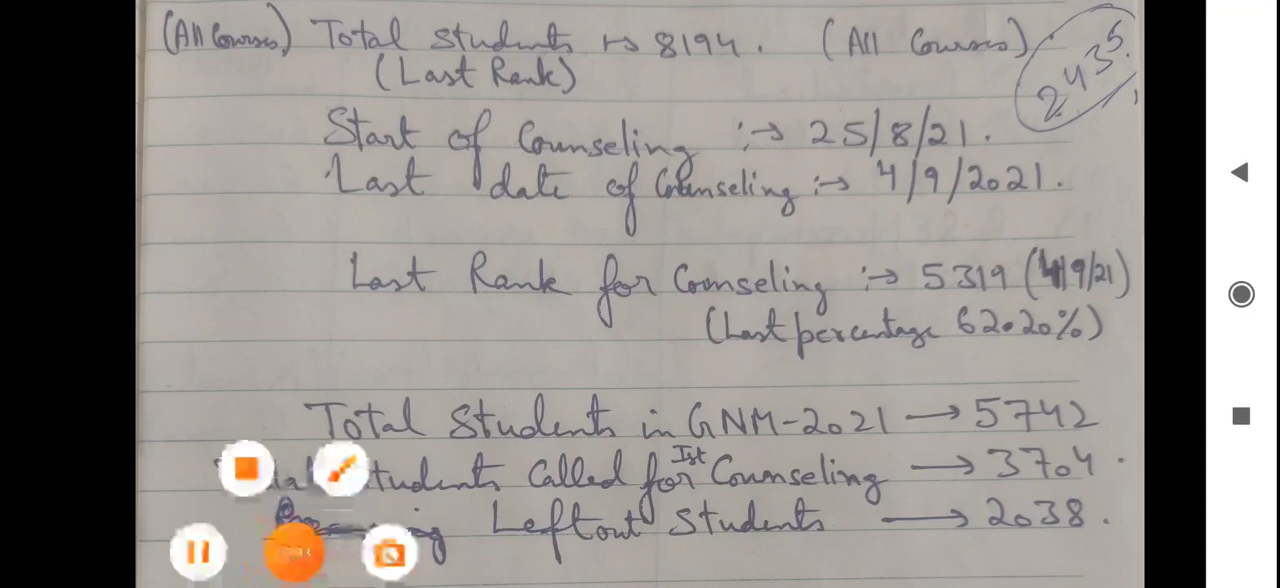 (All Courses) Total Students → 8194. (All Courses)
(Last Rank)
2435
Start of Counseling :→ 25/8/21.
Last date of Counseling :→ 4/9/2021.
Last Rank for Counseling :→ 5319 (4/9/21)
(Last percentage 62.20%)
Total Students in GNM-2021 → 5742
Students Called for Ist Counseling → 3704.
Leftout Students → 2038.